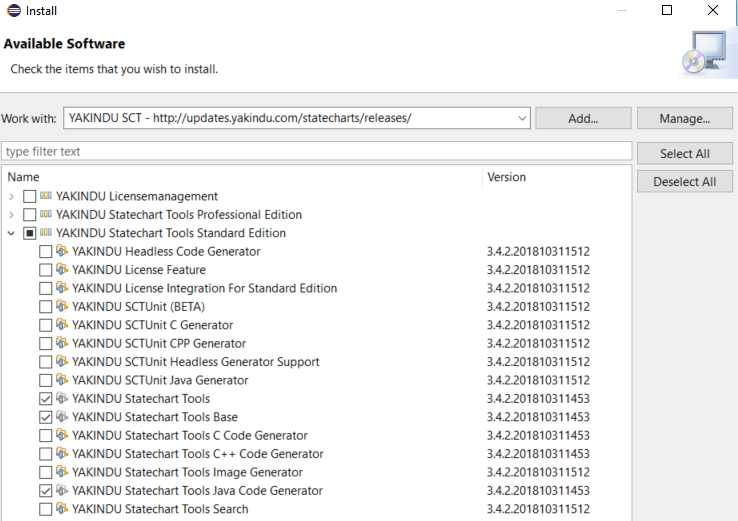 Install
Available Software
Check the items that you wish to install.
Work with: YAKINDU SCT - http://updates.yakindu.com/statecharts/releases/ Add... Manage...
type filter text Select All
Deselect All
Name Version
YAKINDU Licensemanagement
YAKINDU Statechart Tools Professional Edition
YAKINDU Statechart Tools Standard Edition
YAKINDU Headless Code Generator 3.4.2.201810311512
YAKINDU License Feature 3.4.2.201810311512
YAKINDU License Integration For Standard Edition 3.4.2.201810311512
YAKINDU SCTUnit (BETA) 3.4.2.201810311512
YAKINDU SCTUnit C Generator 3.4.2.201810311512
YAKINDU SCTUnit CPP Generator 3.4.2.201810311512
YAKINDU SCTUnit Headless Generator Support 3.4.2.201810311512
YAKINDU SCTUnit Java Generator 3.4.2.201810311512
YAKINDU Statechart Tools 3.4.2.201810311453
YAKINDU Statechart Tools Base 3.4.2.201810311453
YAKINDU Statechart Tools C Code Generator 3.4.2.201810311453
YAKINDU Statechart Tools C++ Code Generator 3.4.2.201810311453
YAKINDU Statechart Tools Image Generator 3.4.2.201810311512
YAKINDU Statechart Tools Java Code Generator 3.4.2.201810311453
YAKINDU Statechart Tools Search 3.4.2.201810311512